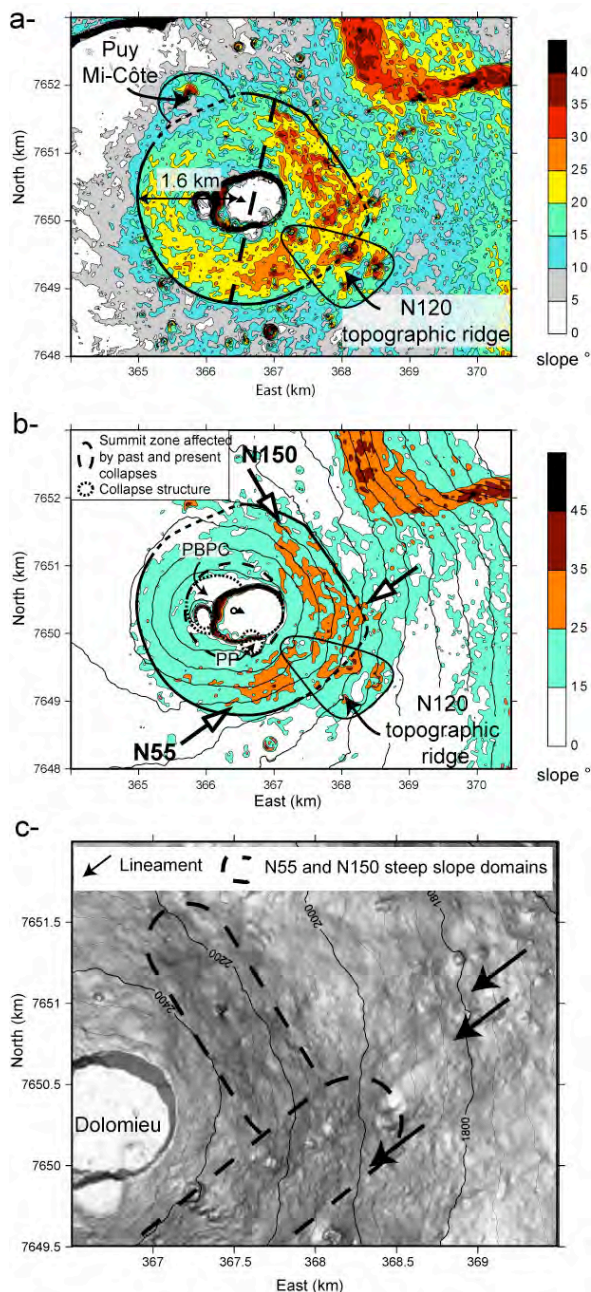 a-
Puy
Mi-Côte
1.6 km
N120
topographic ridge
7652
7651
7650
7649
7648
North (km)
365 366 367 368 369 370
East (km)
40
35
30
25
20
15
10
5
0
slope °
b-
Summit zone affected
by past and present
collapses
Collapse structure
N150
PBPC
PP
N55
N120
topographic
ridge
7652
7651
7650
7649
7648
North (km)
365 366 367 368 369 370
East (km)
45
35
25
15
0
slope °
c-
Lineament N55 and N150 steep slope domains
2000
180
2200
2400
1800
Dolomieu
7651.5
7651
7650.5
7650
7649.5
North (km)
367 367.5 368 368.5 369
East (km)